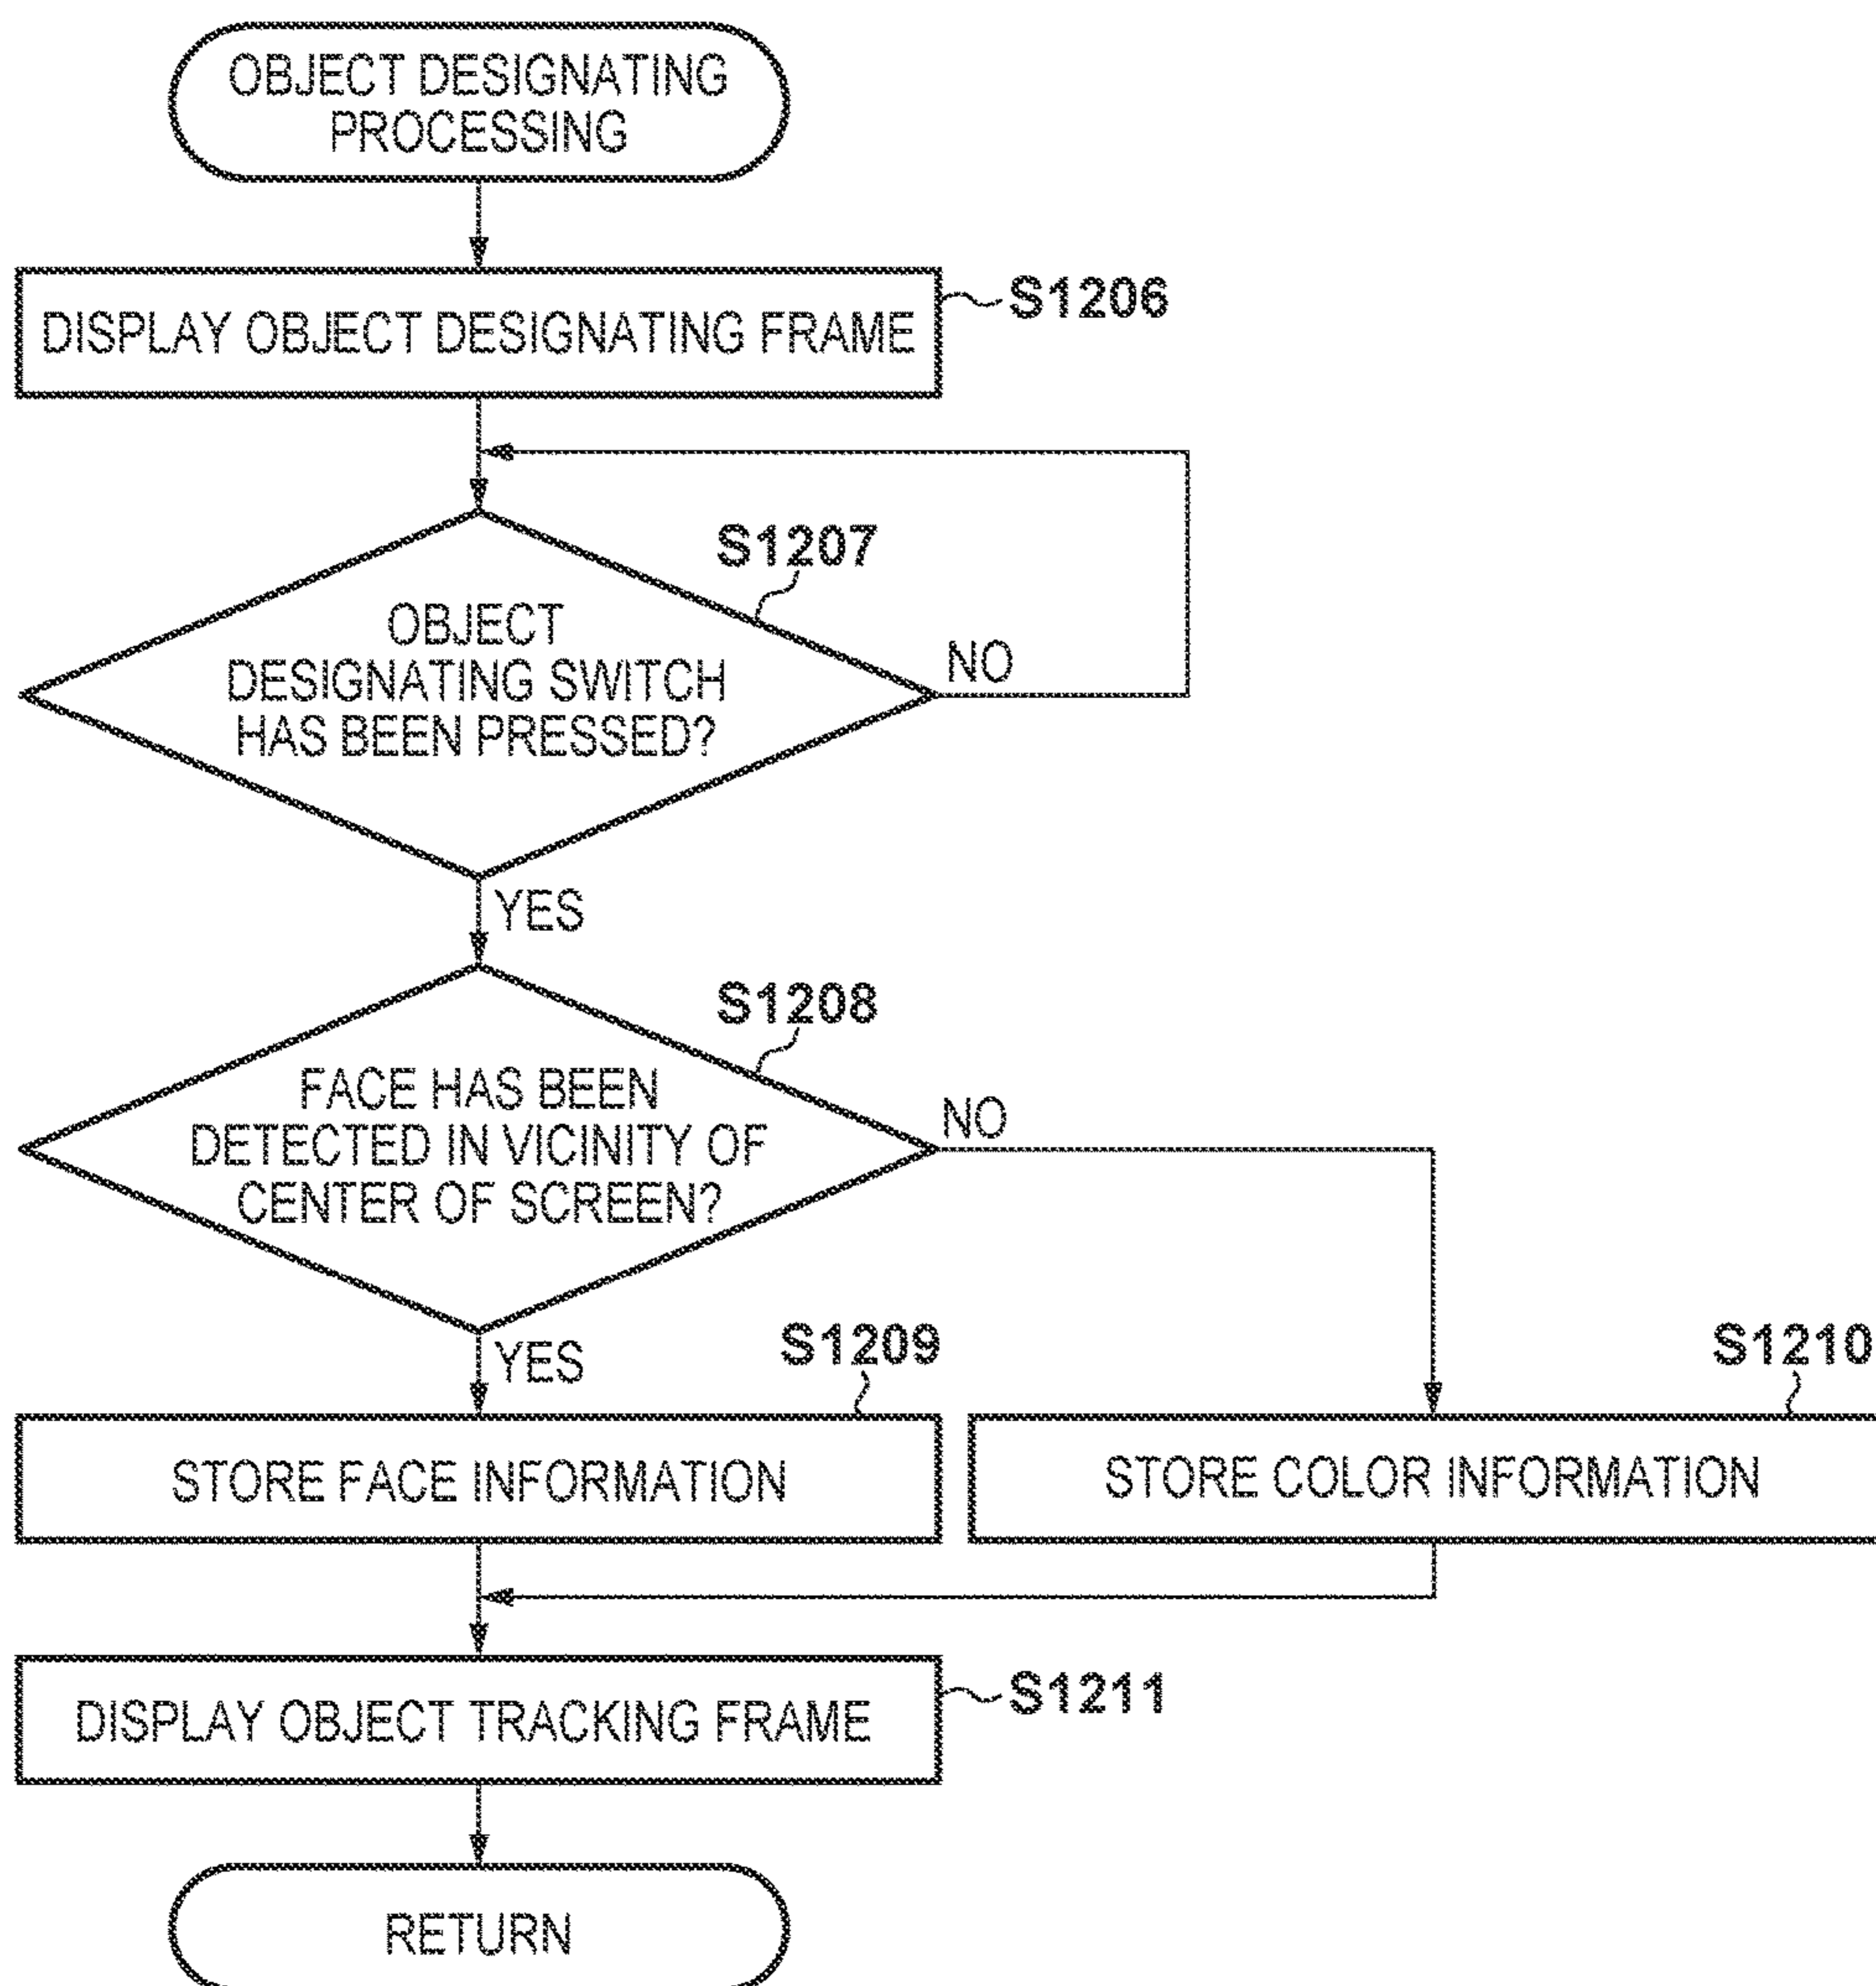 OBJECT DESIGNATING
PROCESSING
S1206
DISPLAY OBJECT DESIGNATING FRAME
S1207
OBJECT
DESIGNATING SWITCH
HAS BEEN PRESSED?
NO
YES
S1208
FACE HAS BEEN
DETECTED IN VICINITY OF
CENTER OF SCREEN?
NO
YES
S1209
S1210
STORE FACE INFORMATION
STORE COLOR INFORMATION
S1211
DISPLAY OBJECT TRACKING FRAME
RETURN